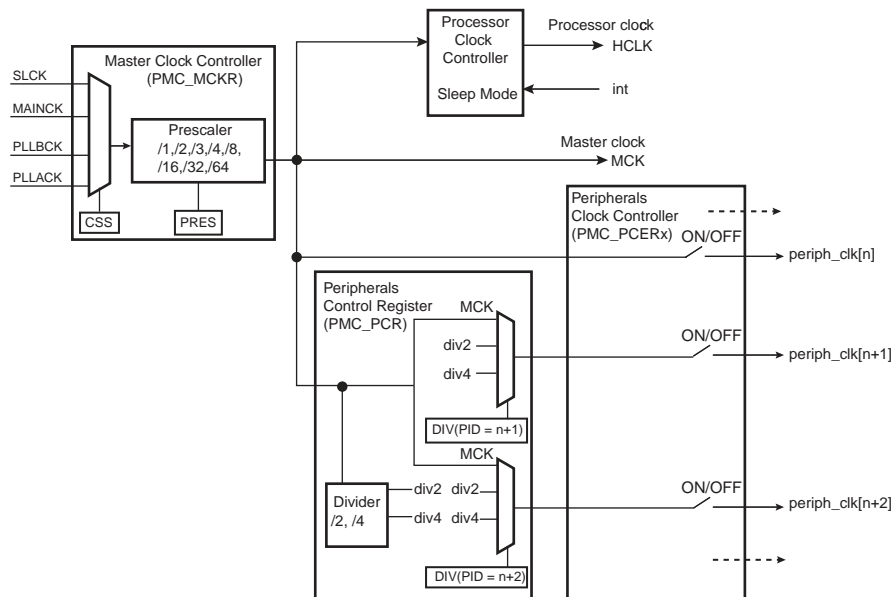 Master Clock Controller
(PMC_MCKR)
SLCK
MAINCK
PLLBCK
PLLACK
Prescaler
/1,/2,/3,/4,/8,
/16,/32,/64
CSS
PRES
Processor
Clock
Controller
Sleep Mode
Processor clock
HCLK
int
Master clock
MCK
Peripherals
Clock Controller
(PMC_PCERx)
ON/OFF
periph_clk[n]
Peripherals
Control Register
(PMC_PCR)
MCK
div2
div4
ON/OFF
periph_clk[n+1]
DIV(PID = n+1)
MCK
Divider
/2, /4
div2 div2
div4 div4
ON/OFF
periph_clk[n+2]
DIV(PID = n+2)